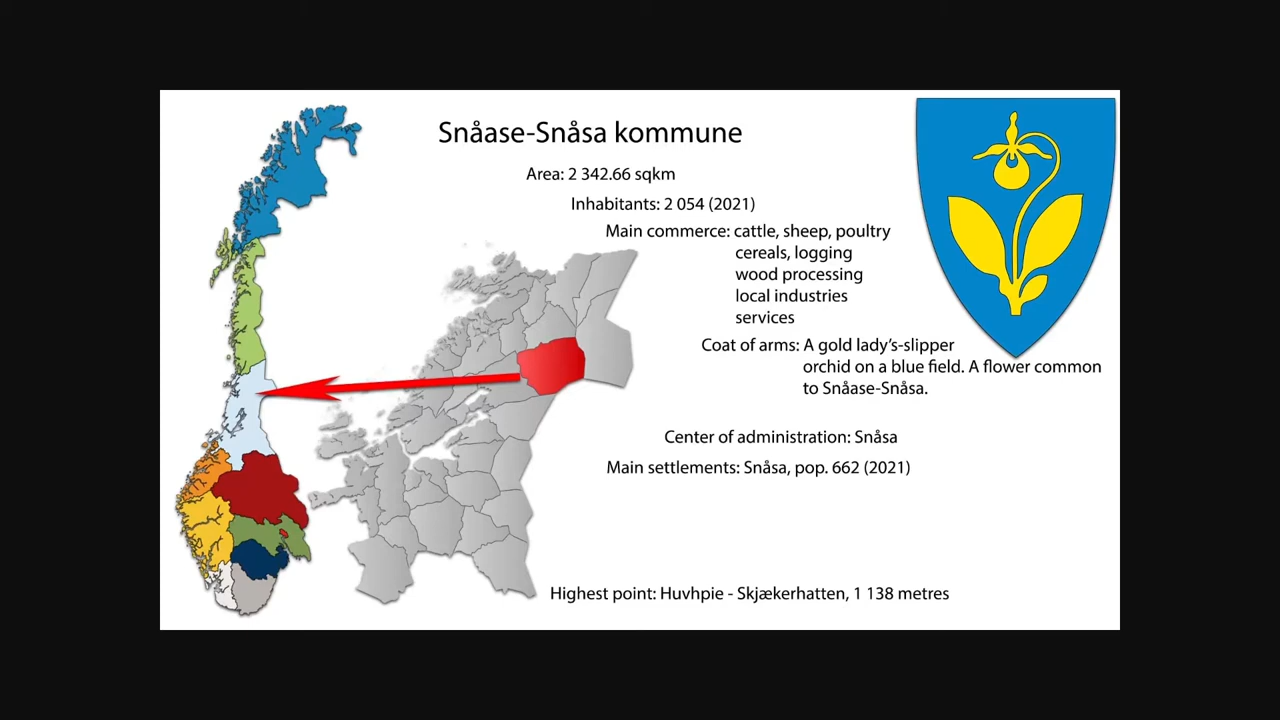 Snåase-Snåsa kommune
Area: 2 342.66 sqkm
Inhabitants: 2 054 (2021)
Main commerce: cattle, sheep, poultry
cereals, logging
wood processing
local industries
services
Coat of arms: A gold lady's-slipper
orchid on a blue field. A flower common
to Snåase-Snåsa.
Center of administration: Snåsa
Main settlements: Snåsa, pop. 662 (2021)
Highest point: Huvhpie - Skjækerhatten, 1 138 metres